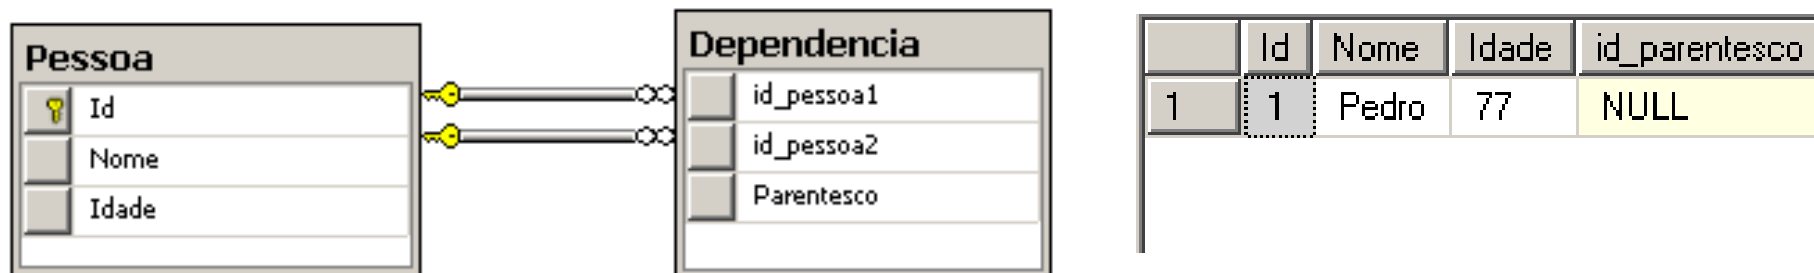 Pessoa
Id
Nome
Idade
Dependencia
id_pessoa1
id_pessoa2
Parentesco
Id Nome Idade id_parentesco
1 1 Pedro 77 NULL